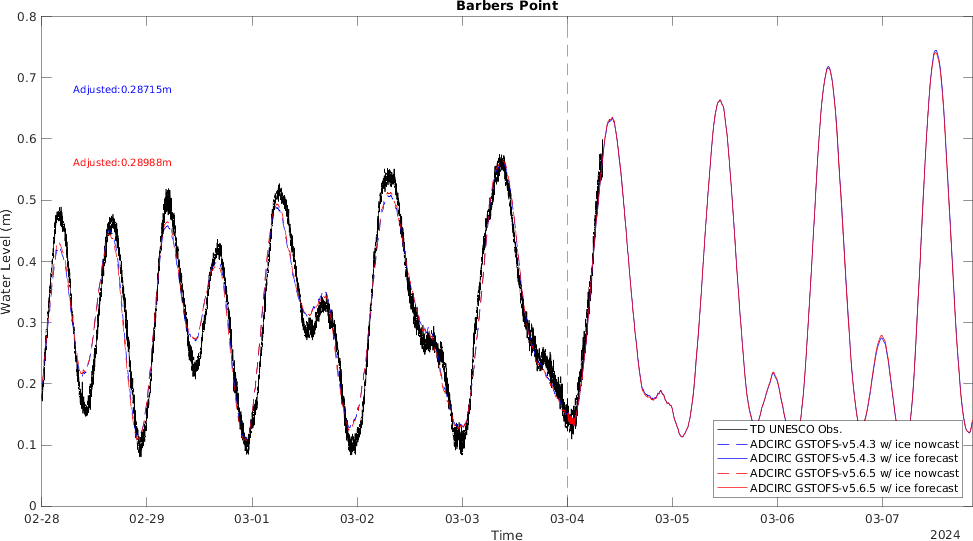 Barbers Point
0.8
0.7
0.6
0.5
0.4
0.3
0.2
0.1
0
Water Level (m)
Adjusted:0.28715m
Adjusted:0.28988m
TD UNESCO Obs.
ADCIRC GSTOFS-v5.4.3 w/ ice nowcast
ADCIRC GSTOFS-v5.4.3 w/ ice forecast
ADCIRC GSTOFS-v5.6.5 w/ ice nowcast
ADCIRC GSTOFS-v5.6.5 w/ ice forecast
02-28 02-29 03-01 03-02 03-03 03-04 03-05 03-06 03-07
Time
2024